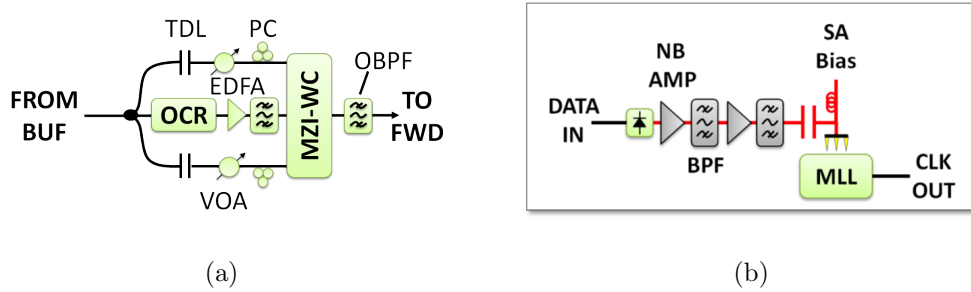 TDL
PC
OBPF
EDFA
FROM
BUF
OCR
MZI-WC
TO
FWD
VOA
(a)
SA
Bias
NB
AMP
DATA
IN
BPF
MLL
CLK
OUT
(b)